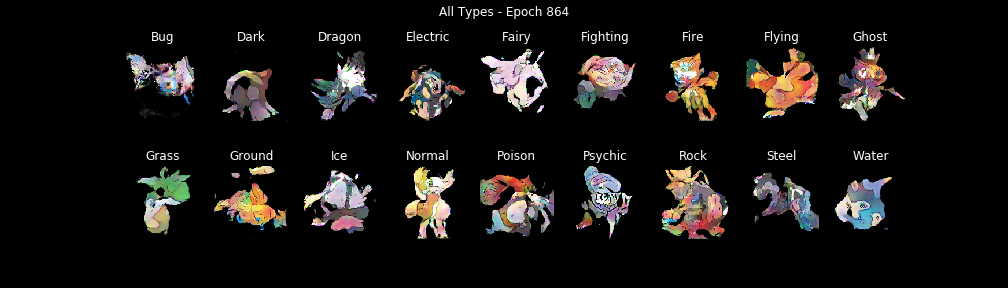 All Types - Epoch 864
Bug Dark Dragon Electric Fairy Fighting Fire Flying Ghost
Grass Ground Ice Normal Poison Psychic Rock Steel Water